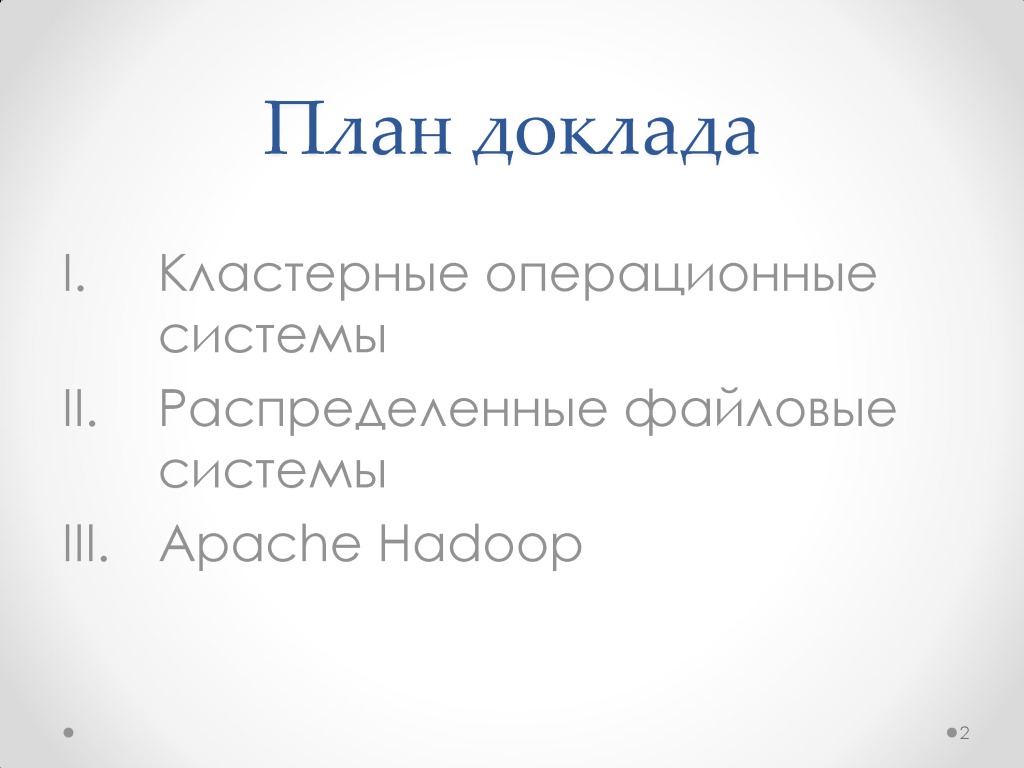 План доклада
I. Кластерные операционные
системы
II. Распределенные файловые
системы
III. Apache Hadoop
2